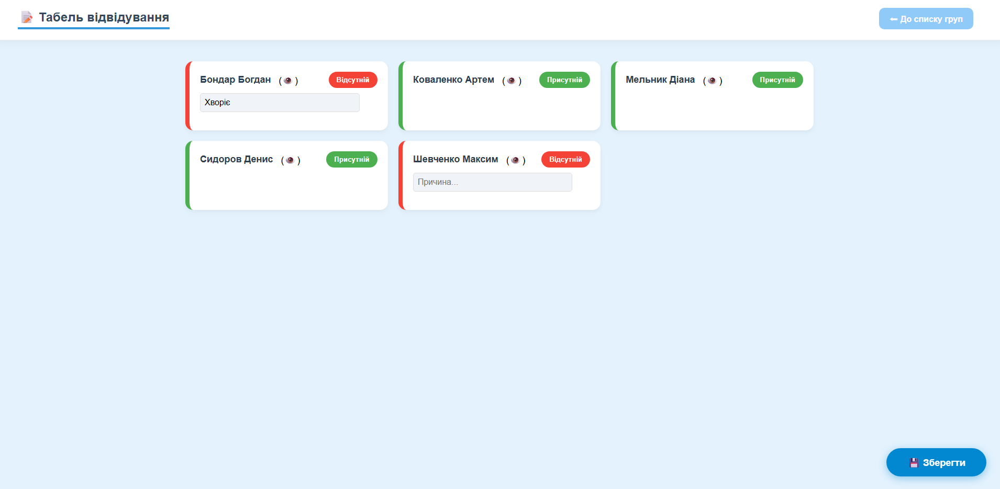 📝 Табель відвідування
⬅ До списку груп
Бондар Богдан (👁) Відсутній
Хворіє
Коваленко Артем (👁) Присутній
Мельник Діана (👁) Присутній
Сидоров Денис (👁) Присутній
Шевченко Максим (👁) Відсутній
Причина...
💾 Зберегти